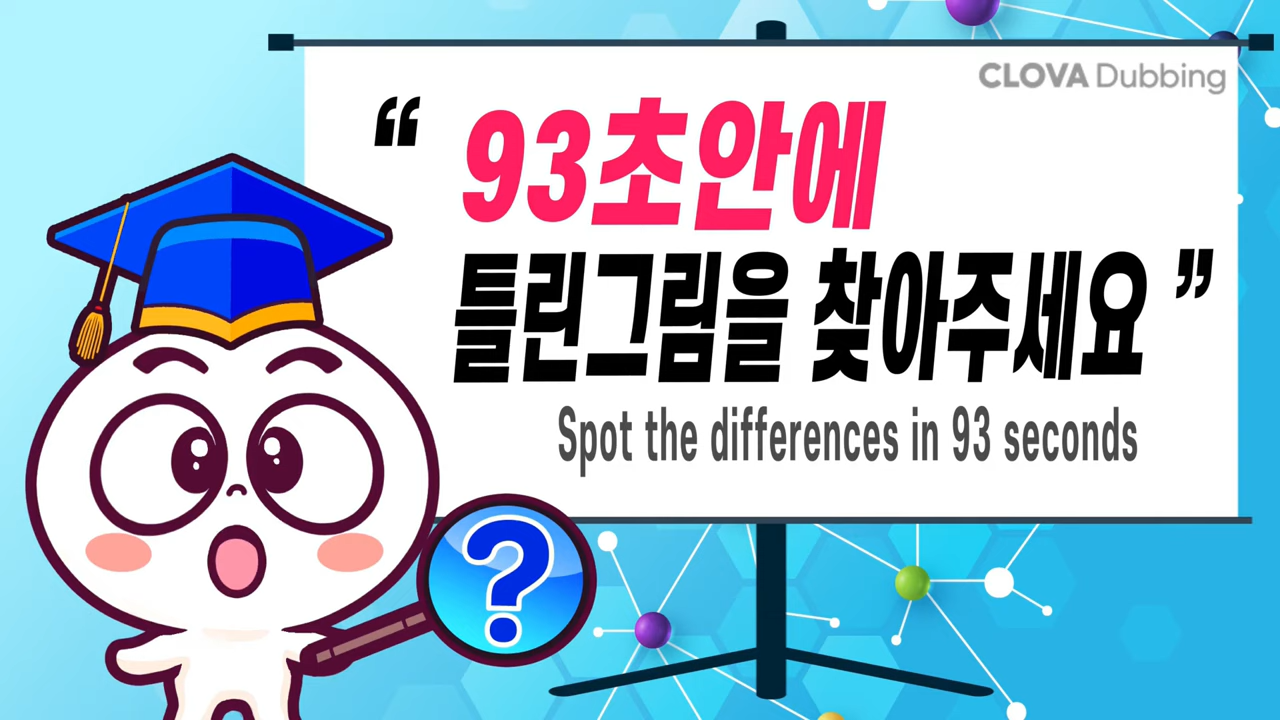 CLOVA Dubbing
“ 93초안에
틀린그림을 찾아주세요 ”
Spot the differences in 93 seconds
?